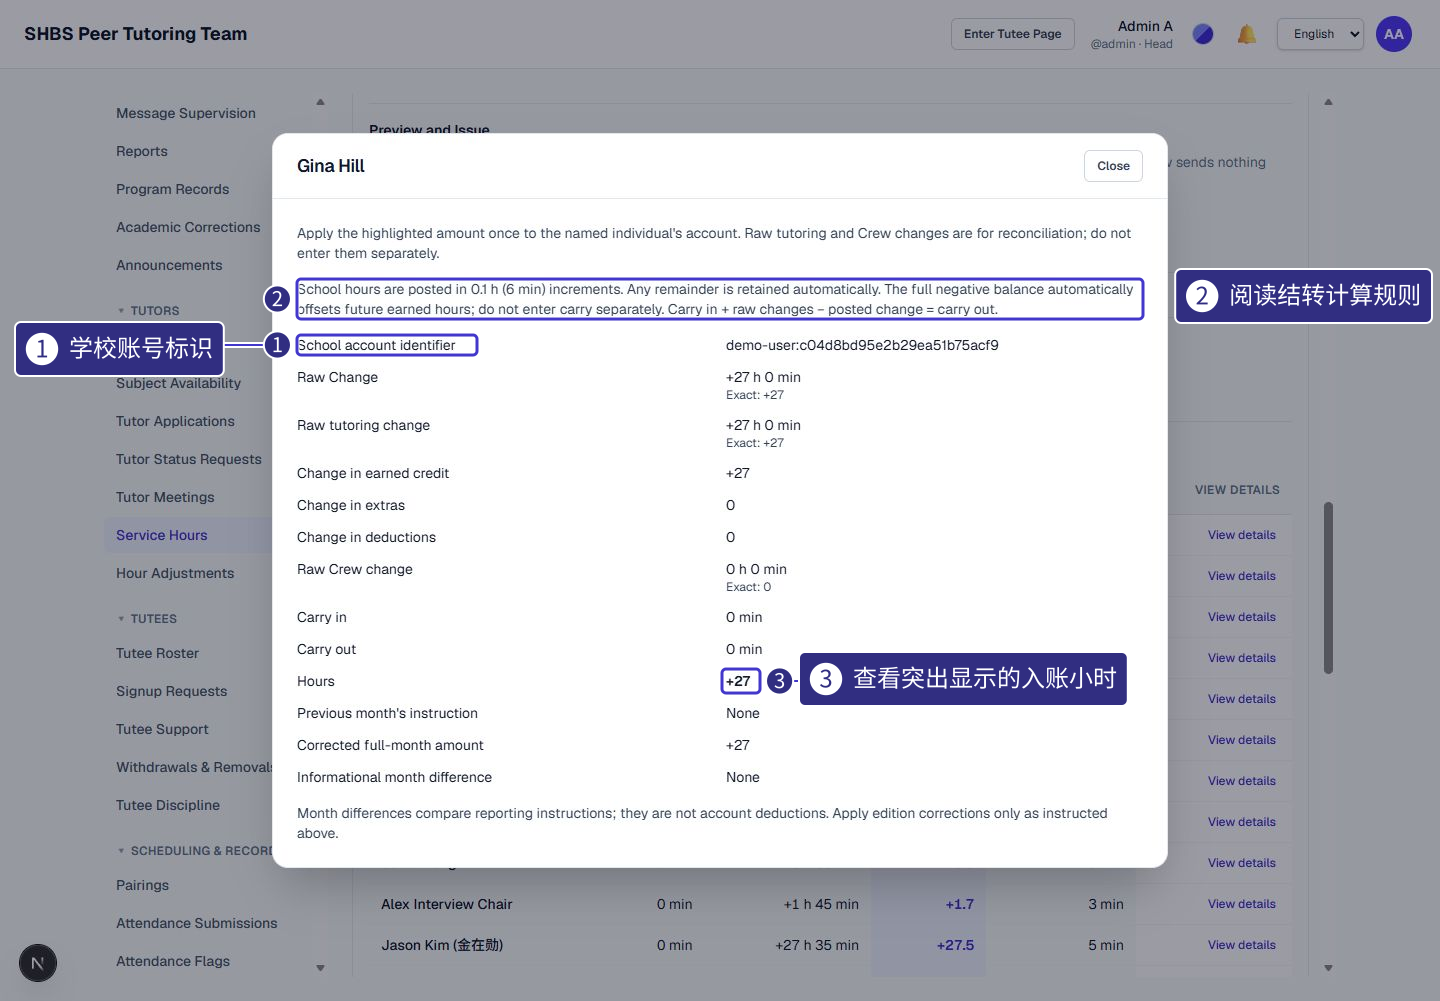 SHBS Peer Tutoring Team
Enter Tutee Page
Admin A
@admin · Head
English
AA
Message Supervision
Reports
Program Records
Academic Corrections
Announcements
TUTORS
Subject Availability
Tutor Applications
Tutor Status Requests
Tutor Meetings
Service Hours
Hour Adjustments
TUTEES
Tutee Roster
Signup Requests
Tutee Support
Withdrawals & Removals
Tutee Discipline
SCHEDULING & RECORD
Pairings
Attendance Submissions
Attendance Flags
N
Preview and Issue
sends nothing
Gina Hill
Close
Apply the highlighted amount once to the named individual's account. Raw tutoring and Crew changes are for reconciliation; do not
enter them separately.
2
School hours are posted in 0.1 h (6 min) increments. Any remainder is retained automatically. The full negative balance automatically
offsets future earned hours; do not enter carry separately. Carry in + raw changes − posted change = carry out.
2 阅读结转计算规则
1 学校账号标识
1
School account identifier
demo-user:c04d8bd95e2b29ea51b75acf9
Raw Change
+27 h 0 min
Exact: +27
Raw tutoring change
+27 h 0 min
Exact: +27
Change in earned credit
+27
Change in extras
0
Change in deductions
0
Raw Crew change
0 h 0 min
Exact: 0
Carry in
0 min
Carry out
0 min
Hours
+27
3
3 查看突出显示的入账小时
Previous month's instruction
None
Corrected full-month amount
+27
Informational month difference
None
Month differences compare reporting instructions; they are not account deductions. Apply edition corrections only as instructed
above.
VIEW DETAILS
View details
View details
View details
View details
View details
View details
View details
View details
View details
Alex Interview Chair
0 min
+1 h 45 min
+1.7
3 min
View details
Jason Kim (金在勋)
0 min
+27 h 35 min
+27.5
5 min
View details